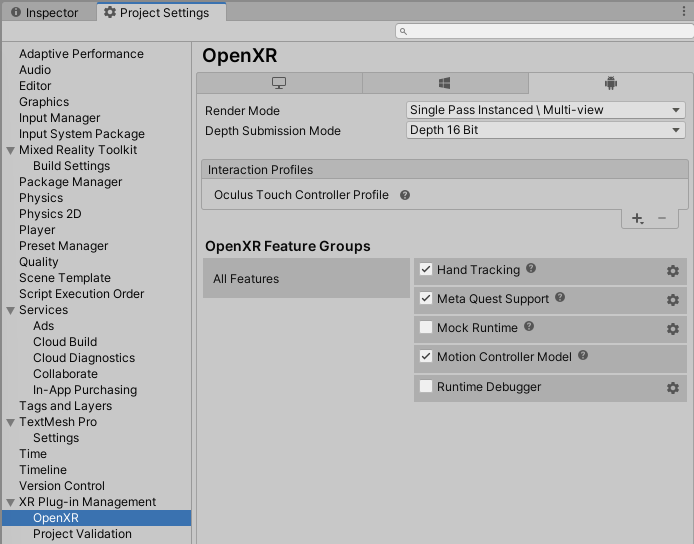 Inspector
Project Settings
Adaptive Performance
Audio
Editor
Graphics
Input Manager
Input System Package
Mixed Reality Toolkit
Build Settings
Package Manager
Physics
Physics 2D
Player
Preset Manager
Quality
Scene Template
Script Execution Order
Services
Ads
Cloud Build
Cloud Diagnostics
Collaborate
In-App Purchasing
Tags and Layers
TextMesh Pro
Settings
Time
Timeline
Version Control
XR Plug-in Management
OpenXR
Project Validation
OpenXR
Render Mode
Single Pass Instanced \ Multi-view
Depth Submission Mode
Depth 16 Bit
Interaction Profiles
Oculus Touch Controller Profile
OpenXR Feature Groups
All Features
Hand Tracking
Meta Quest Support
Mock Runtime
Motion Controller Model
Runtime Debugger